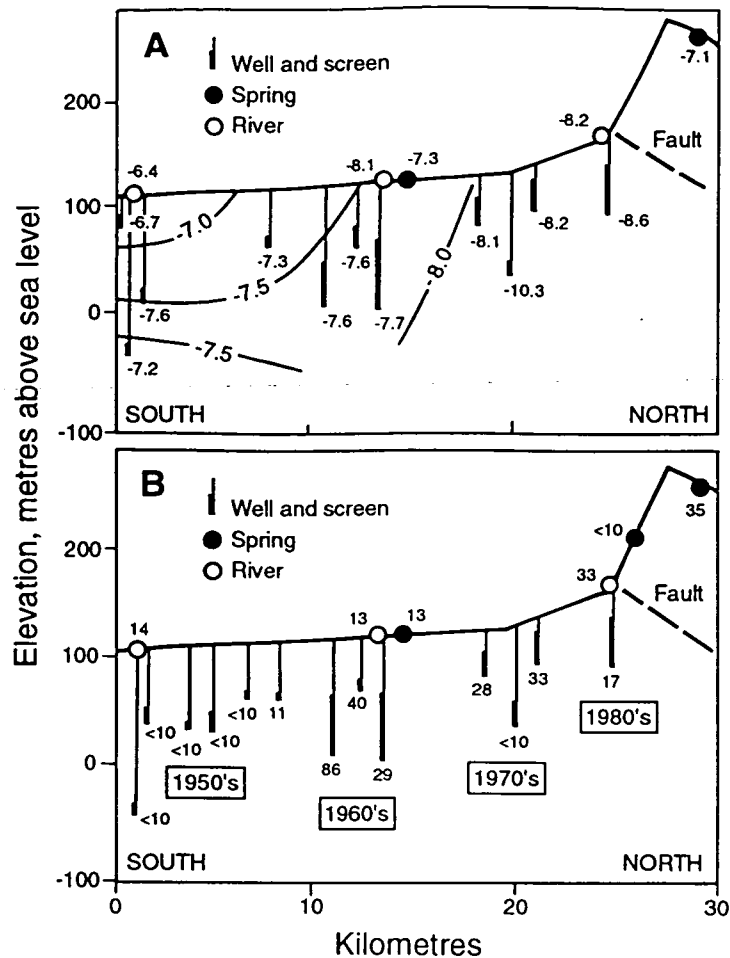 Elevation, metres above sea level
A
Well and screen
Spring
River
200
100
0
-100
-7.1
-8.2
Fault
-6.4
-8.1
-7.3
-6.7
-7.0
-7.3
-7.6
-8.1
-8.2
-8.6
-8.0
-10.3
-7.5
-7.6
-7.6
-7.7
-7.5
-7.2
SOUTH
NORTH
B
Well and screen
Spring
River
200
100
0
-100
35
<10
33
Fault
14
13
13
28
33
17
40
<10
<10
<10
<10
11
<10
86
29
<10
1950's
1960's
1970's
1980's
SOUTH
NORTH
0
10
20
30
Kilometres